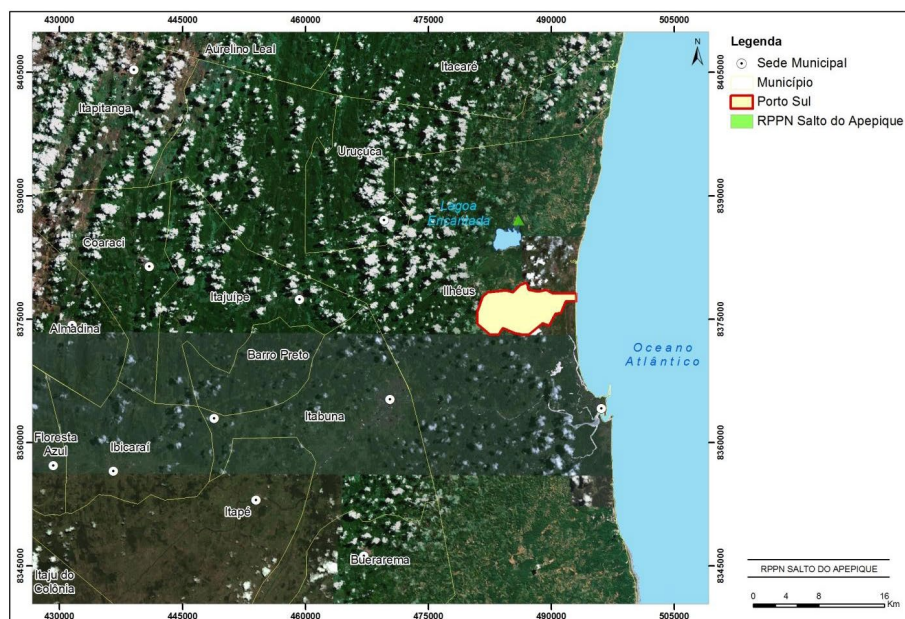 430000 445000 460000 475000 490000 505000
N
Legenda
Sede Municipal
Município
Porto Sul
RPPN Salto do Apepique
8405000
8405000
Aurelino Leal
Itacaré
Itapitanga
Uruçuca
8390000
8390000
Lagoa
Encantada
Coaraci
Itajuípe
Ilhéus
8375000
8375000
Almadina
Barro Preto
Oceano
Atlântico
Itabuna
8360000
8360000
Floresta
Azul
Ibicaraí
Itapé
Buerarema
8345000
8345000
Itaju do
Colônia
RPPN SALTO DO APEPIQUE
0 4 8 16
Km
430000 445000 460000 475000 490000 505000